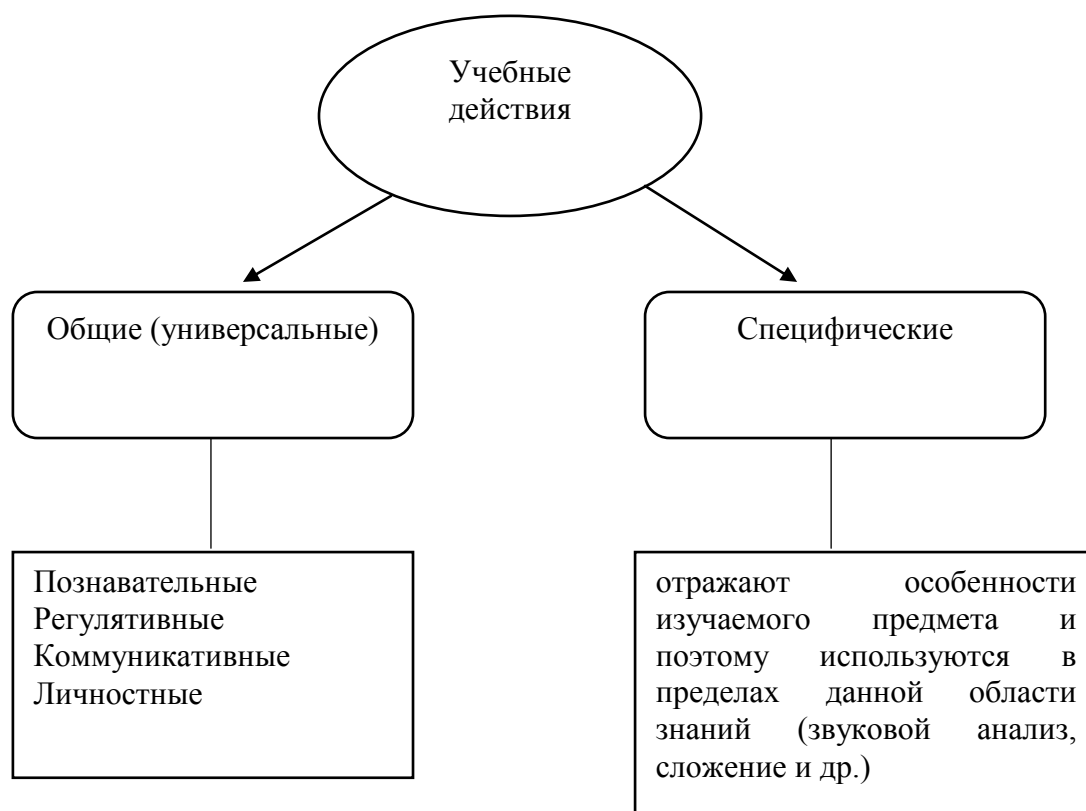 Учебные
действия
Общие (универсальные)
Специфические
Познавательные
Регулятивные
Коммуникативные
Личностные
отражают особенности
изучаемого предмета и
поэтому используются в
пределах данной области
знаний (звуковой анализ,
сложение и др.)